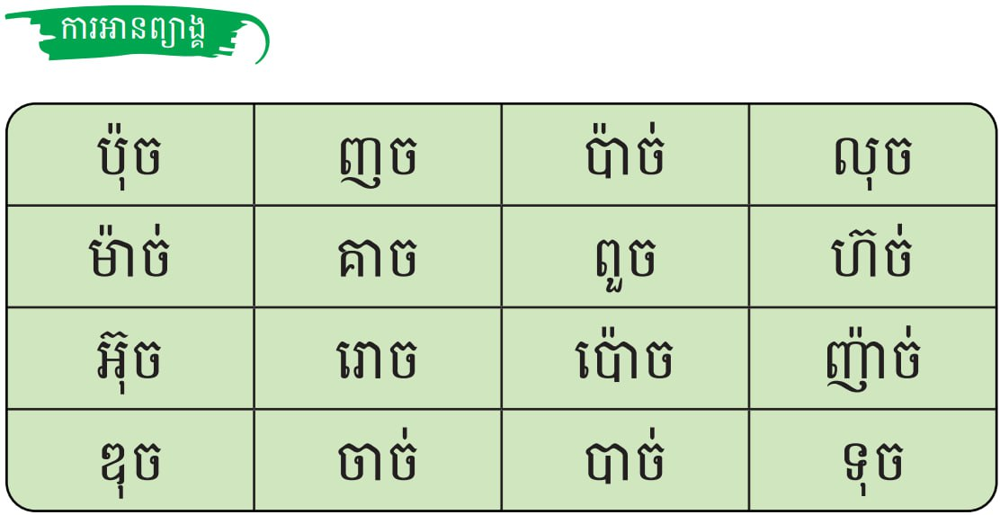 ការអានព្យាង្គ
ប៉ុច ញច ប៉ាច់ លុច
ម៉ាច់ គាច ពួច ហ៊ច់
អ៊ុច រោច ប៉ោច ញ៉ាច់
ឌុច ចាច់ បាច់ ទុច